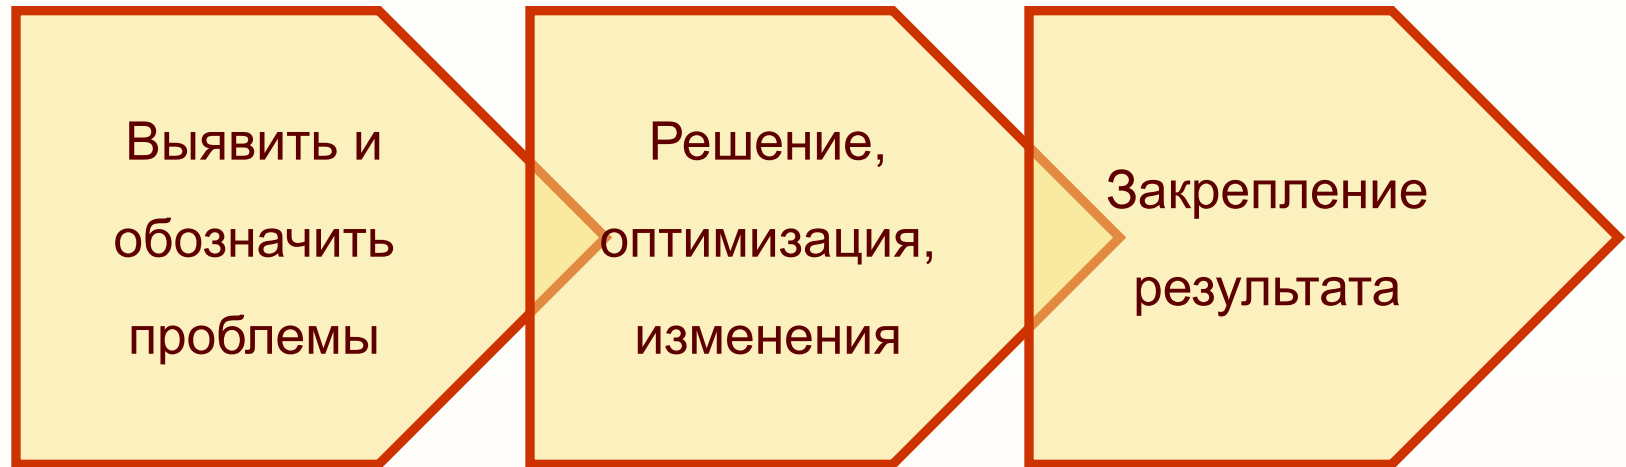 Выявить и
обозначить
проблемы
Решение,
оптимизация,
изменения
Закрепление
результата